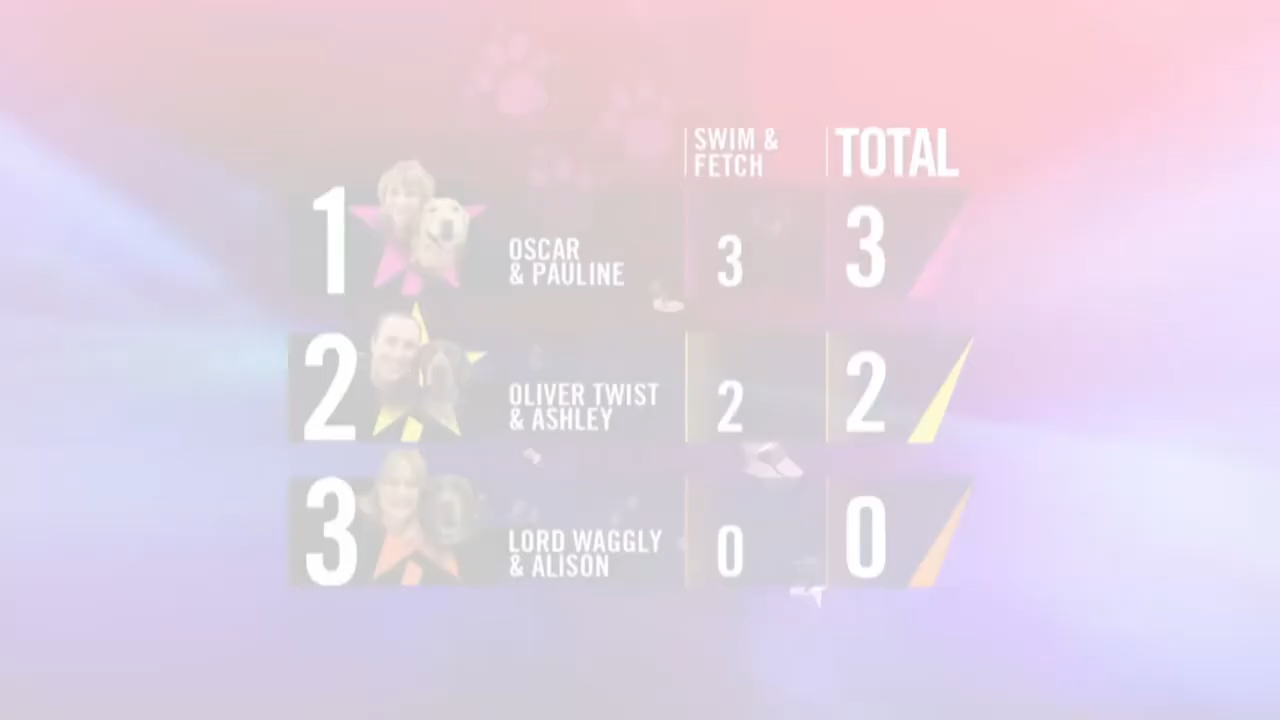 SWIM &
FETCH
TOTAL
1
OSCAR
& PAULINE
3
3
2
OLIVER TWIST
& ASHLEY
2
2
3
LORD WAGGLY
& ALISON
0
0